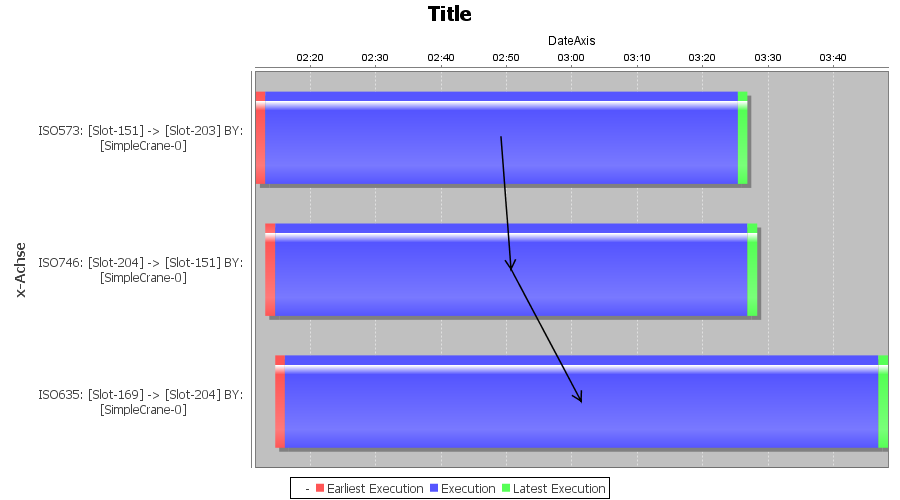 Title
DateAxis
02:20 02:30 02:40 02:50 03:00 03:10 03:20 03:30 03:40
x-Achse
ISO573: [Slot-151] -> [Slot-203] BY:
[SimpleCrane-0]
ISO746: [Slot-204] -> [Slot-151] BY:
[SimpleCrane-0]
ISO635: [Slot-169] -> [Slot-204] BY:
[SimpleCrane-0]
- Earliest Execution Execution Latest Execution